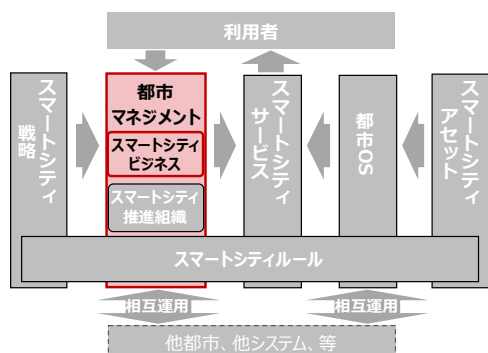 利用者
スマートシティ
戦略
都市
マネジメント
スマートシティ
ビジネス
スマートシティ
推進組織
スマートシティ
サービス
都市OS
スマートシティ
アセット
スマートシティルール
相互運用
相互運用
他都市、他システム、等